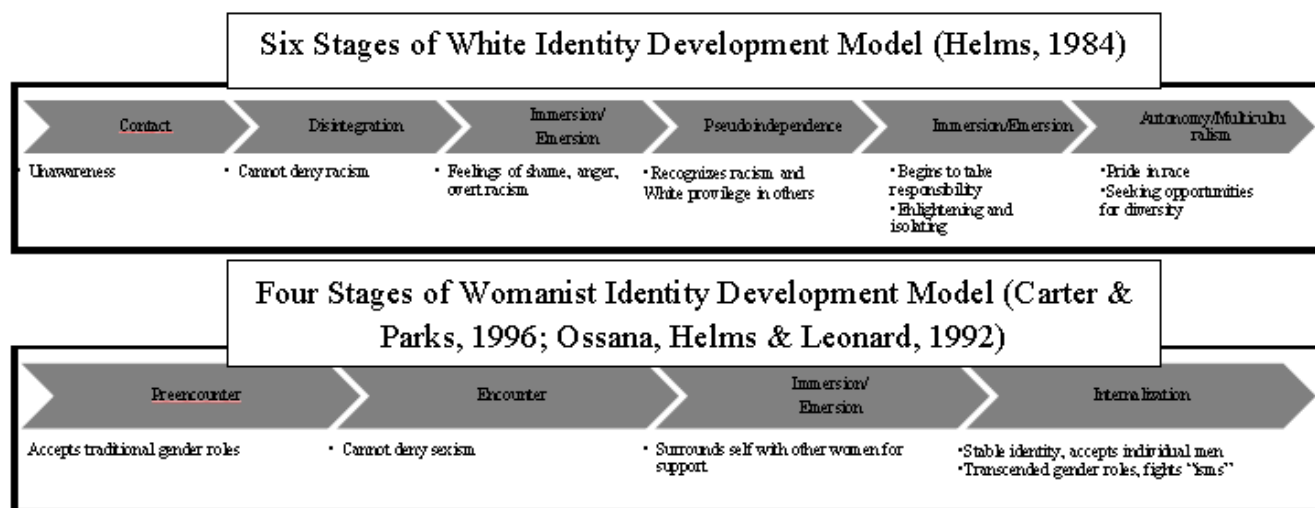 Six Stages of White Identity Development Model (Helms, 1984)
Contact
Disintegration
Immersion/
Emersion
Pseudoindependence
Immersion/Emersion
Autonomy/Multicultu
ralism
• Unawareness
• Cannot deny racism
• Feelings of shame, anger,
overt racism
• Recognizes racism and
White provilege in others
• Begins to take
responsibility
• Enlightening and
isolating
• Pride in race
• Seeking opportunities
for diversity
Four Stages of Womanist Identity Development Model (Carter &
Parks, 1996; Ossana, Helms & Leonard, 1992)
Preencounter
Encounter
Immersion/
Emersion
Internalization
Accepts traditional gender roles
• Cannot deny sexism
• Surrounds self with other women for
support
• Stable identity, accepts individual men
• Transcended gender roles, fights "isms"